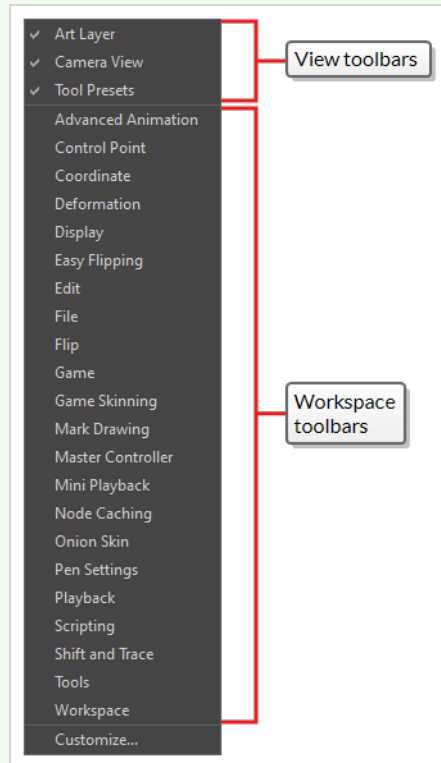 Art Layer
Camera View
Tool Presets
View toolbars
Advanced Animation
Control Point
Coordinate
Deformation
Display
Easy Flipping
Edit
File
Flip
Game
Game Skinning
Mark Drawing
Master Controller
Mini Playback
Node Caching
Onion Skin
Pen Settings
Playback
Scripting
Shift and Trace
Tools
Workspace
Workspace
toolbars
Customize...